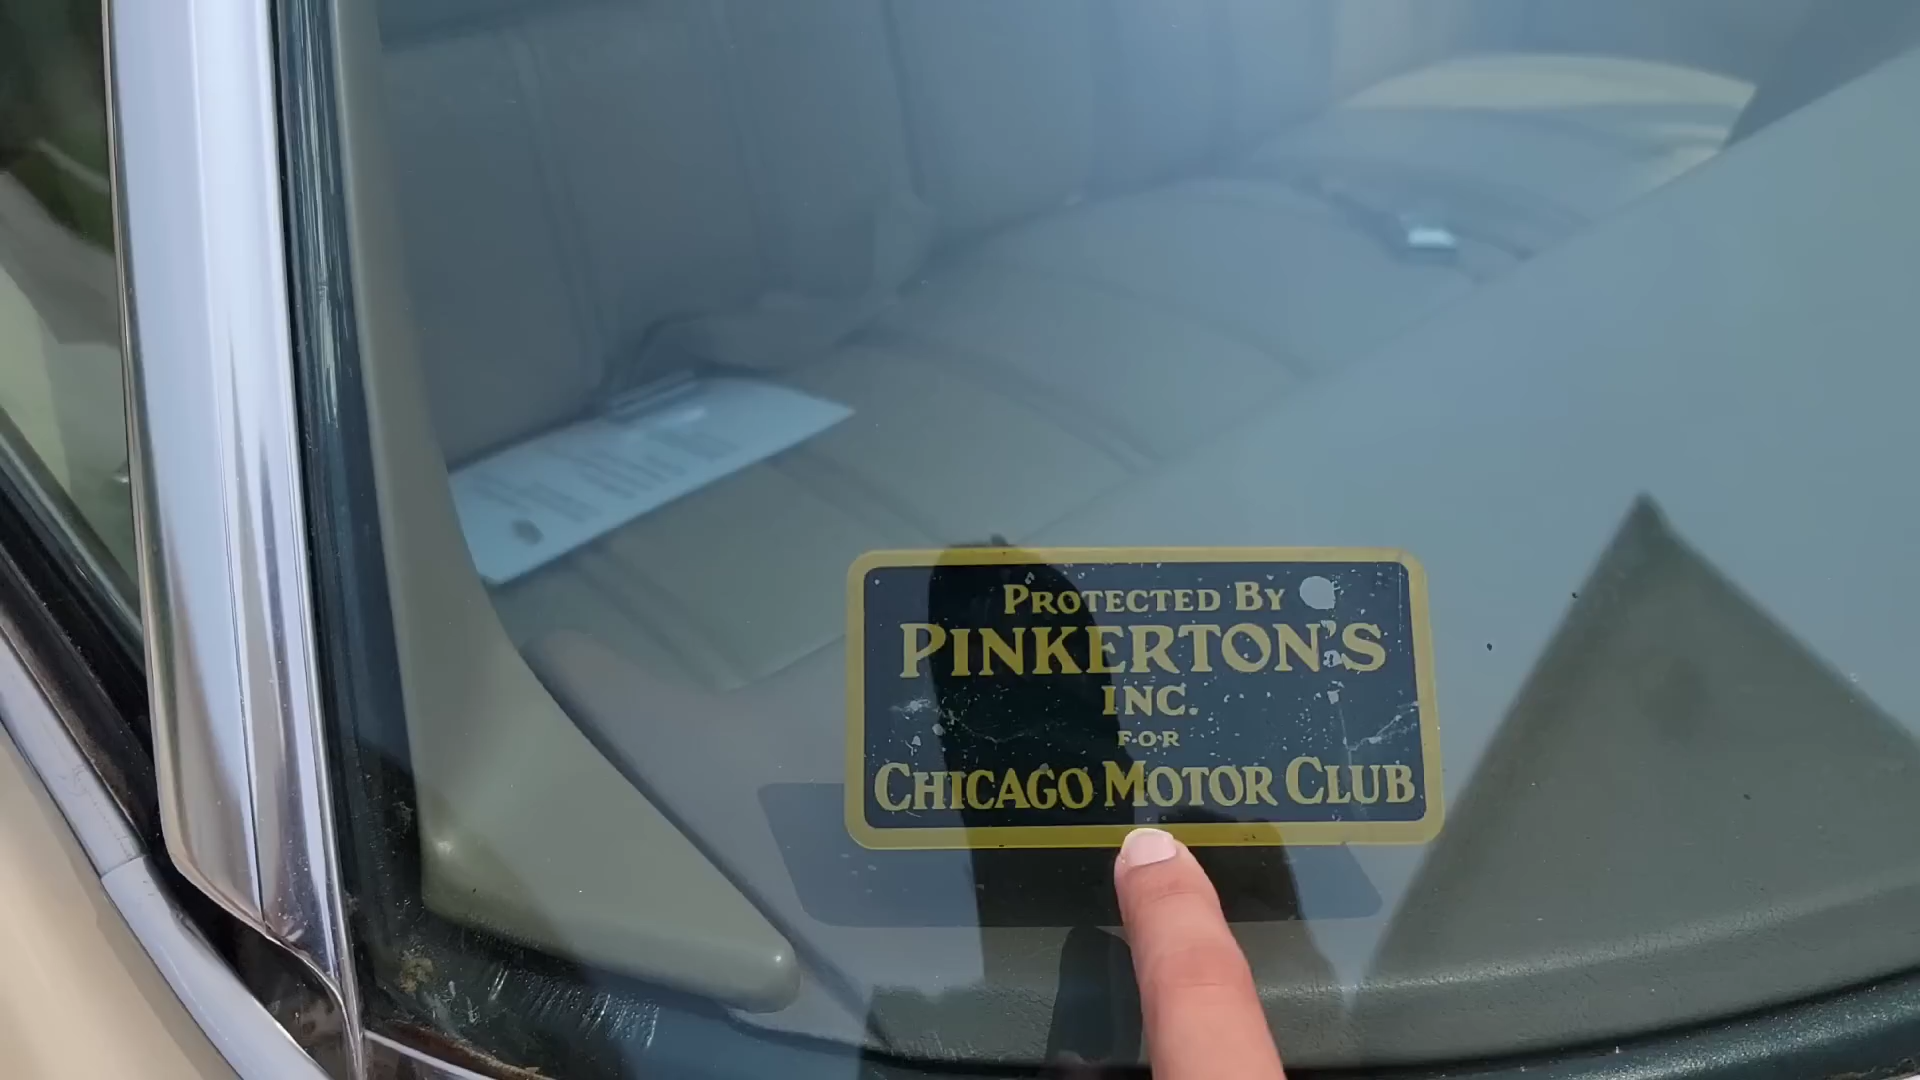 PROTECTED BY
PINKERTON'S
INC.
FOR
CHICAGO MOTOR CLUB